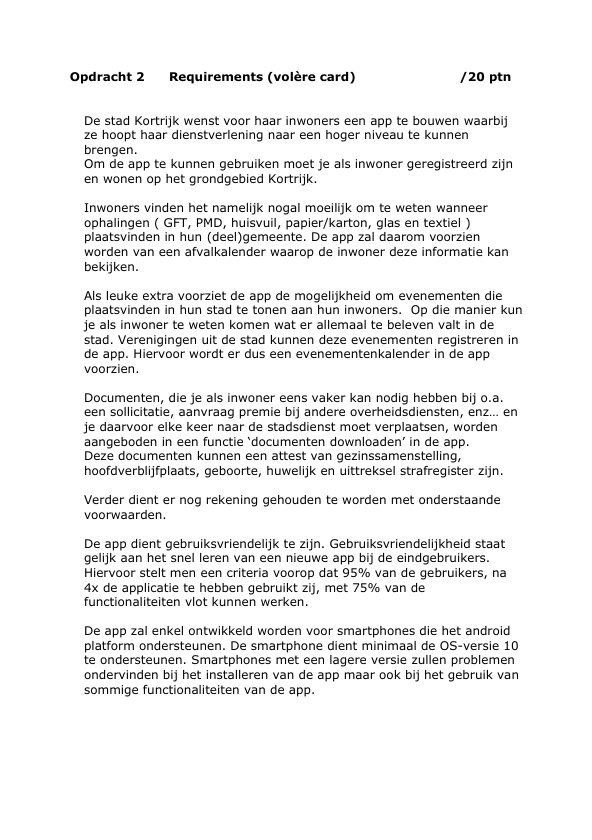 Opdracht 2 Requirements (volère card) /20 ptn
De stad Kortrijk wenst voor haar inwoners een app te bouwen waarbij
ze hoopt haar dienstverlening naar een hoger niveau te kunnen
brengen.
Om de app te kunnen gebruiken moet je als inwoner geregistreerd zijn
en wonen op het grondgebied Kortrijk.
Inwoners vinden het namelijk nogal moeilijk om te weten wanneer
ophalingen ( GFT, PMD, huisvuil, papier/karton, glas en textiel )
plaatsvinden in hun (deel)gemeente. De app zal daarom voorzien
worden van een afvalkalender waarop de inwoner deze informatie kan
bekijken.
Als leuke extra voorziet de app de mogelijkheid om evenementen die
plaatsvinden in hun stad te tonen aan hun inwoners.  Op die manier kun
je als inwoner te weten komen wat er allemaal te beleven valt in de
stad. Verenigingen uit de stad kunnen deze evenementen registreren in
de app. Hiervoor wordt er dus een evenementenkalender in de app
voorzien.
Documenten, die je als inwoner eens vaker kan nodig hebben bij o.a.
een sollicitatie, aanvraag premie bij andere overheidsdiensten, enz… en
je daarvoor elke keer naar de stadsdienst moet verplaatsen, worden
aangeboden in een functie ‘documenten downloaden’ in de app.
Deze documenten kunnen een attest van gezinssamenstelling,
hoofdverblijfplaats, geboorte, huwelijk en uittreksel strafregister zijn.
Verder dient er nog rekening gehouden te worden met onderstaande
voorwaarden.
De app dient gebruiksvriendelijk te zijn. Gebruiksvriendelijkheid staat
gelijk aan het snel leren van een nieuwe app bij de eindgebruikers.
Hiervoor stelt men een criteria voorop dat 95% van de gebruikers, na
4x de applicatie te hebben gebruikt zij, met 75% van de
functionaliteiten vlot kunnen werken.
De app zal enkel ontwikkeld worden voor smartphones die het android
platform ondersteunen. De smartphone dient minimaal de OS-versie 10
te ondersteunen. Smartphones met een lagere versie zullen problemen
ondervinden bij het installeren van de app maar ook bij het gebruik van
sommige functionaliteiten van de app.